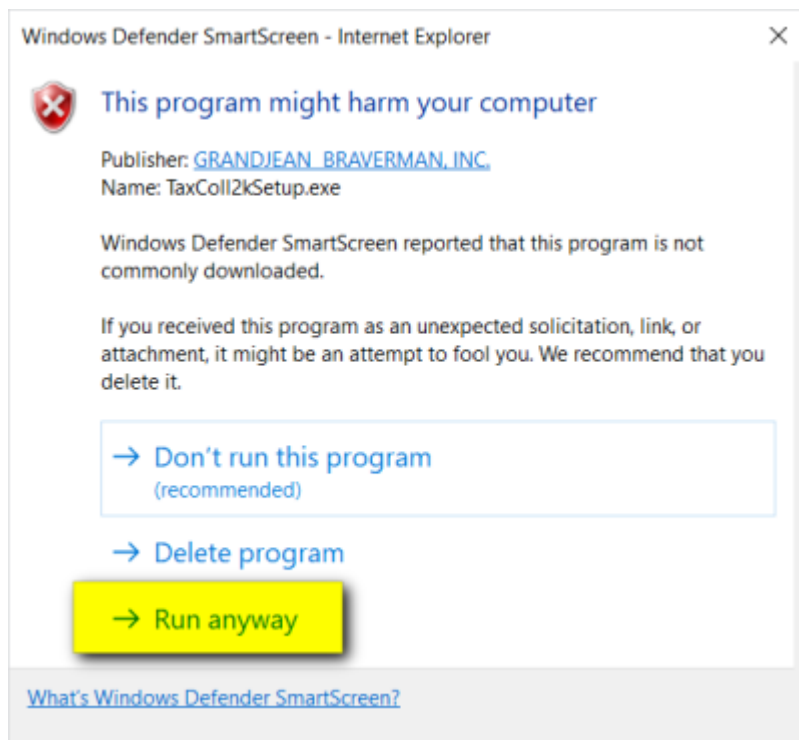 Windows Defender SmartScreen - Internet Explorer
This program might harm your computer
Publisher: GRANDJEAN BRAVERMAN, INC.
Name: TaxColl2kSetup.exe
Windows Defender SmartScreen reported that this program is not
commonly downloaded.
If you received this program as an unexpected solicitation, link, or
attachment, it might be an attempt to fool you. We recommend that you
delete it.
→ Don't run this program
(recommended)
→ Delete program
→ Run anyway
What's Windows Defender SmartScreen?